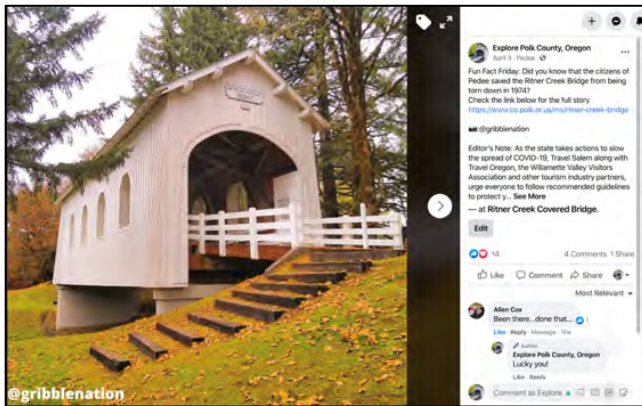 @gribblenation
Explore Polk County, Oregon
April 9 · Pedee ·
Fun Fact Friday: Did you know that the citizens of
Pedee saved the Ritner Creek Bridge from being
torn down in 1974?
Check the link below for the full story.
https://www.co.polk.or.us/ms/ritner-creek-bridge
:@gribblenation
Editor's Note: As the state takes actions to slow
the spread of COVID-19, Travel Salem along with
Travel Oregon, the Willamette Valley Visitors
Association and other tourism industry partners,
urge everyone to follow recommended guidelines
to protect y... See More
— at Ritner Creek Covered Bridge.
Edit
14
4 Comments 1 Share
Like Comment Share
Most Relevant
Allen Cox
Been there...done that...
1
Like · Reply · Message ·
Author
Explore Polk County, Oregon
Lucky you!
Like · Reply
Comment as Explore